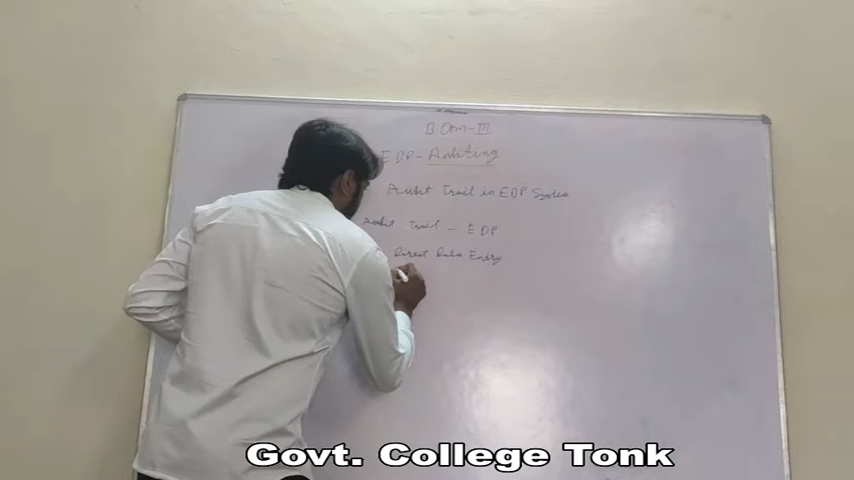 B Com-III
EDP- Auditing
Audit Trail in EDP System
Audit Trail - EDP
Direct Data Entry
Govt. College Tonk